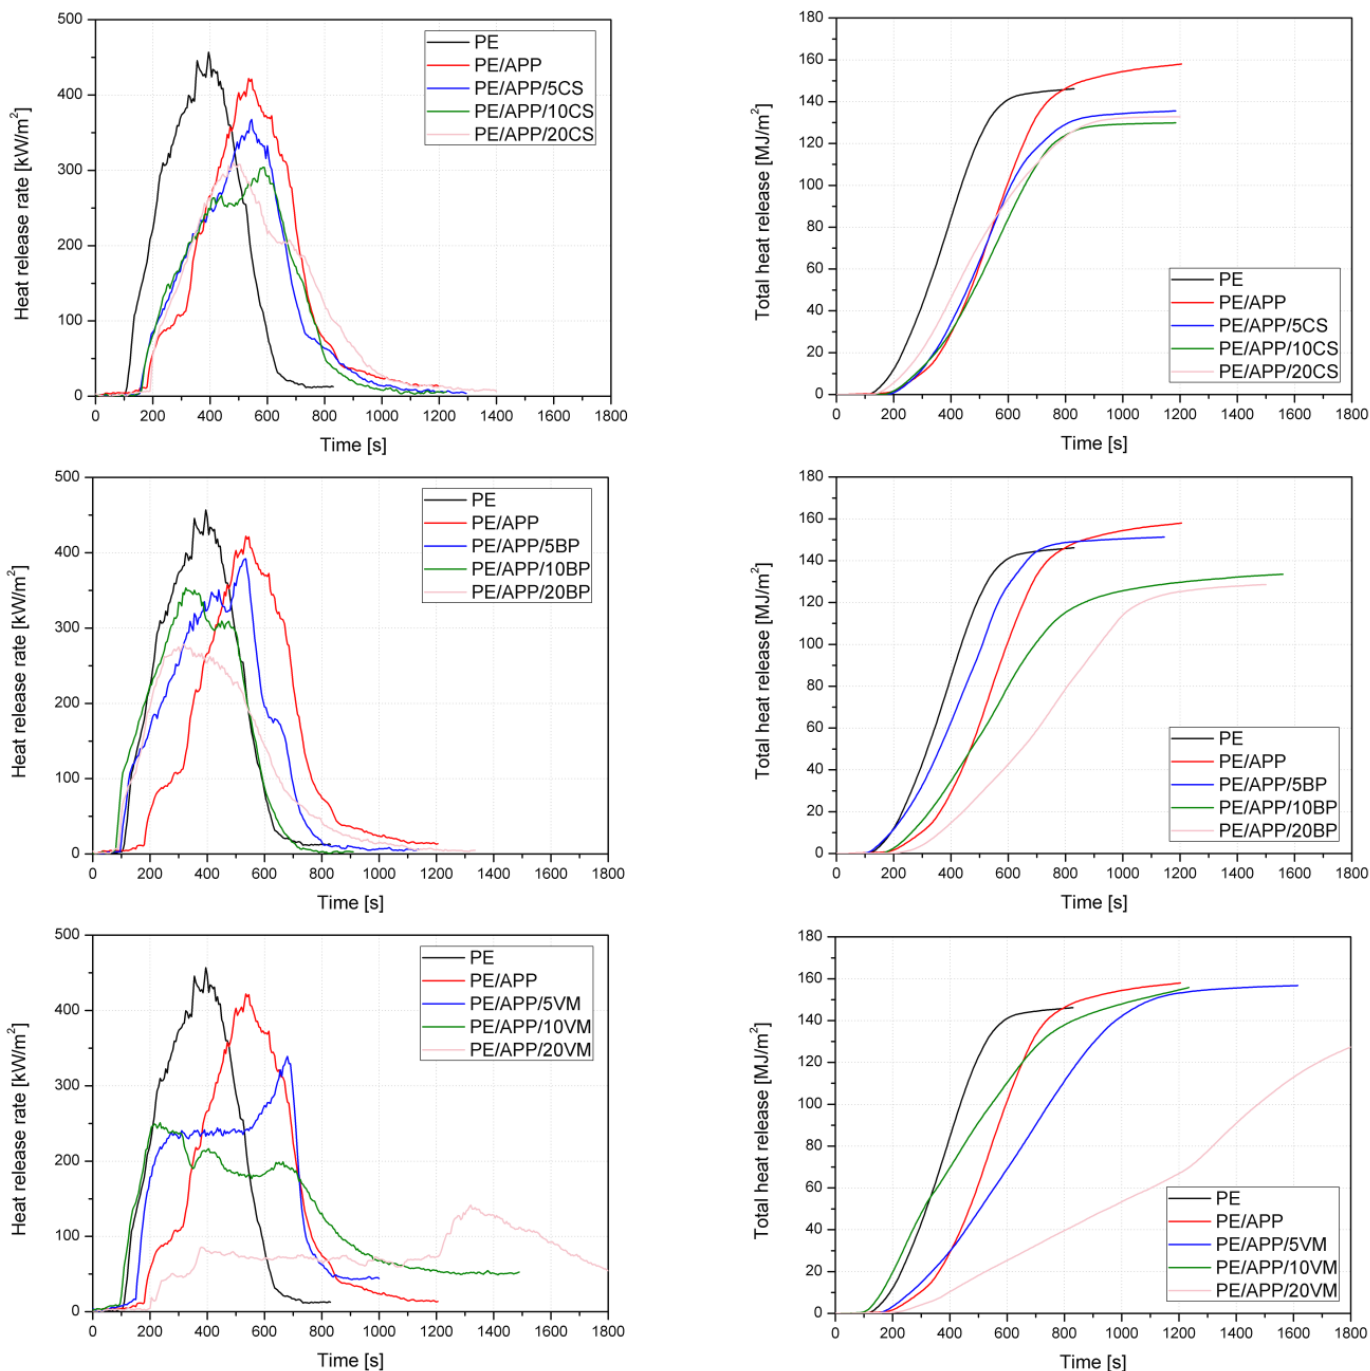 500
400
300
200
100
0
0 200 400 600 800 1000 1200 1400 1600 1800
Heat release rate [kW/m²]
Time [s]
PE
PE/APP
PE/APP/5CS
PE/APP/10CS
PE/APP/20CS
180
160
140
120
100
80
60
40
20
0
0 200 400 600 800 1000 1200 1400 1600 1800
Total heat release [MJ/m²]
Time [s]
PE
PE/APP
PE/APP/5CS
PE/APP/10CS
PE/APP/20CS
500
400
300
200
100
0
0 200 400 600 800 1000 1200 1400 1600 1800
Heat release rate [kW/m²]
Time [s]
PE
PE/APP
PE/APP/5BP
PE/APP/10BP
PE/APP/20BP
180
160
140
120
100
80
60
40
20
0
0 200 400 600 800 1000 1200 1400 1600 1800
Total heat release [MJ/m²]
Time [s]
PE
PE/APP
PE/APP/5BP
PE/APP/10BP
PE/APP/20BP
500
400
300
200
100
0
0 200 400 600 800 1000 1200 1400 1600 1800
Heat release rate [kW/m²]
Time [s]
PE
PE/APP
PE/APP/5VM
PE/APP/10VM
PE/APP/20VM
180
160
140
120
100
80
60
40
20
0
0 200 400 600 800 1000 1200 1400 1600 1800
Total heat release [MJ/m²]
Time [s]
PE
PE/APP
PE/APP/5VM
PE/APP/10VM
PE/APP/20VM